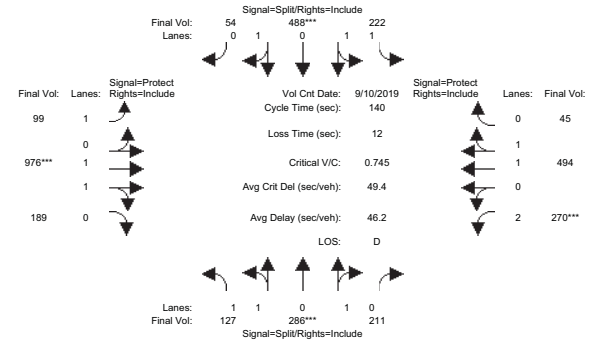 Signal=Split/Rights=Include
Final Vol: 54 488*** 222
Lanes: 0 1 0 1 1
Signal=Protect
Final Vol: Lanes: Rights=Include
Vol Cnt Date: 9/10/2019
Signal=Protect
Rights=Include Lanes: Final Vol:
Cycle Time (sec): 140
99 1
0 45
Loss Time (sec): 12
0
1
976*** 1
Critical V/C: 0.745
1 494
1
Avg Crit Del (sec/veh): 49.4
0
189 0
Avg Delay (sec/veh): 46.2
2 270***
LOS: D
Lanes: 1 1 0 1 0
Final Vol: 127 286*** 211
Signal=Split/Rights=Include